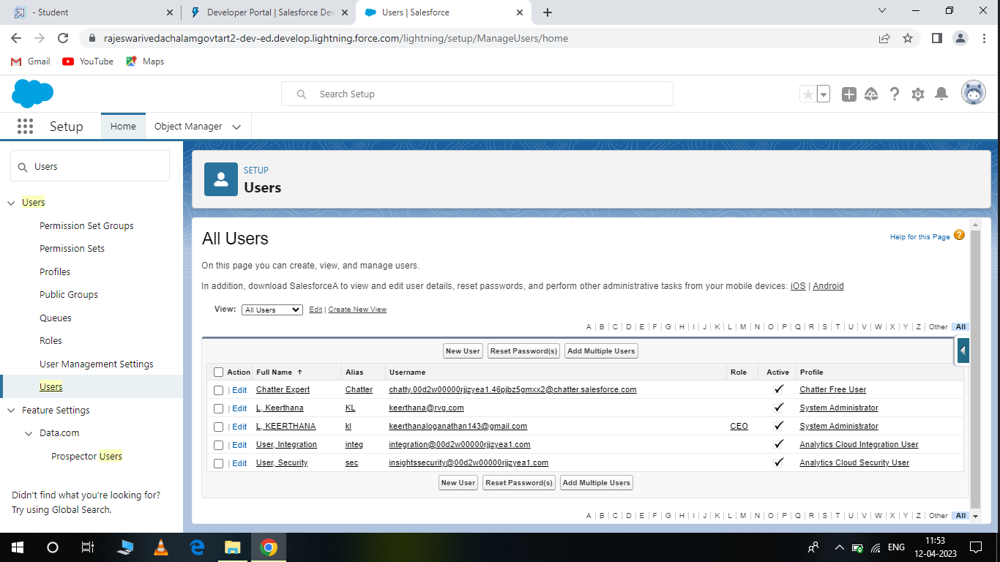 - Student
Developer Portal | Salesforce Dev
Users | Salesforce
rajeswarivedachalamgovtart2-dev-ed.develop.lightning.force.com/lightning/setup/ManageUsers/home
Gmail YouTube Maps
Search Setup
Setup Home Object Manager
Users
Users
Permission Set Groups
Permission Sets
Profiles
Public Groups
Queues
Roles
User Management Settings
Users
Feature Settings
Data.com
Prospector Users
Didn't find what you're looking for?
Try using Global Search.
SETUP
Users
All Users
Help for this Page ?
On this page you can create, view, and manage users.
In addition, download SalesforceA to view and edit user details, reset passwords, and perform other administrative tasks from your mobile devices: iOS | Android
View: All Users Edit | Create New View
A | B | C | D | E | F | G | H | I | J | K | L | M | N | O | P | Q | R | S | T | U | V | W | X | Y | Z | Other | All
New User Reset Password(s) Add Multiple Users
Action Full Name ↑ Alias Username Role Active Profile
| Edit Chatter Expert Chatter chatty.00d2w00000rjjzyea1.46pjbz5gmxx2@chatter.salesforce.com ✓ Chatter Free User
| Edit L, Keerthana KL keerthana@rvg.com ✓ System Administrator
| Edit L, KEERTHANA kl keerthanaloganathan143@gmail.com CEO ✓ System Administrator
| Edit User, Integration integ integration@00d2w00000rjjzyea1.com ✓ Analytics Cloud Integration User
| Edit User, Security sec insightssecurity@00d2w00000rjjzyea1.com ✓ Analytics Cloud Security User
New User Reset Password(s) Add Multiple Users
A | B | C | D | E | F | G | H | I | J | K | L | M | N | O | P | Q | R | S | T | U | V | W | X | Y | Z | Other | All
ENG
11:53
12-04-2023